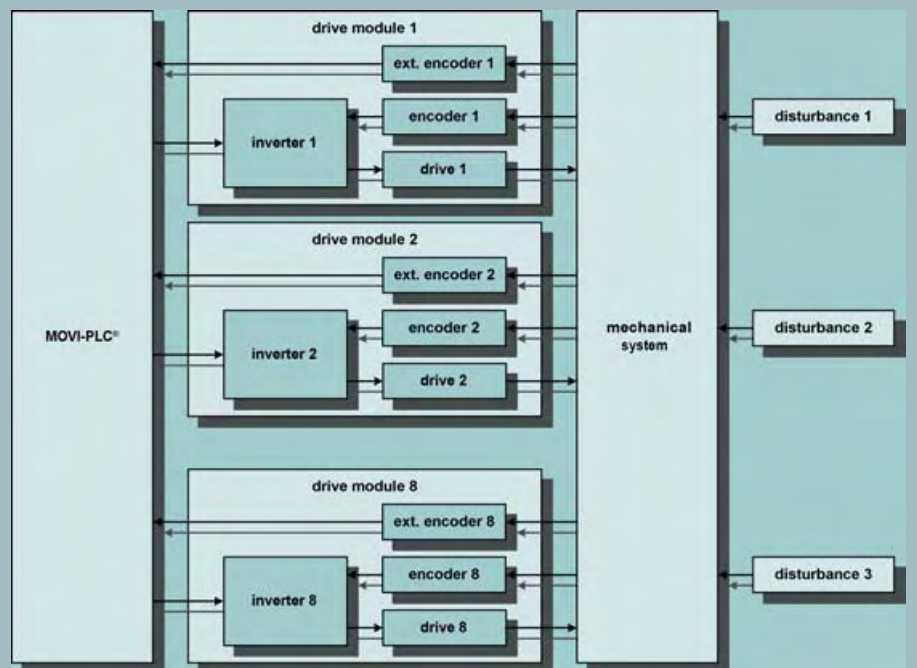 drive module 1
ext. encoder 1
encoder 1
inverter 1
drive 1
disturbance 1
drive module 2
ext. encoder 2
MOVI-PLC®
encoder 2
inverter 2
drive 2
mechanical
system
disturbance 2
drive module 8
ext. encoder 8
encoder 8
inverter 8
drive 8
disturbance 3